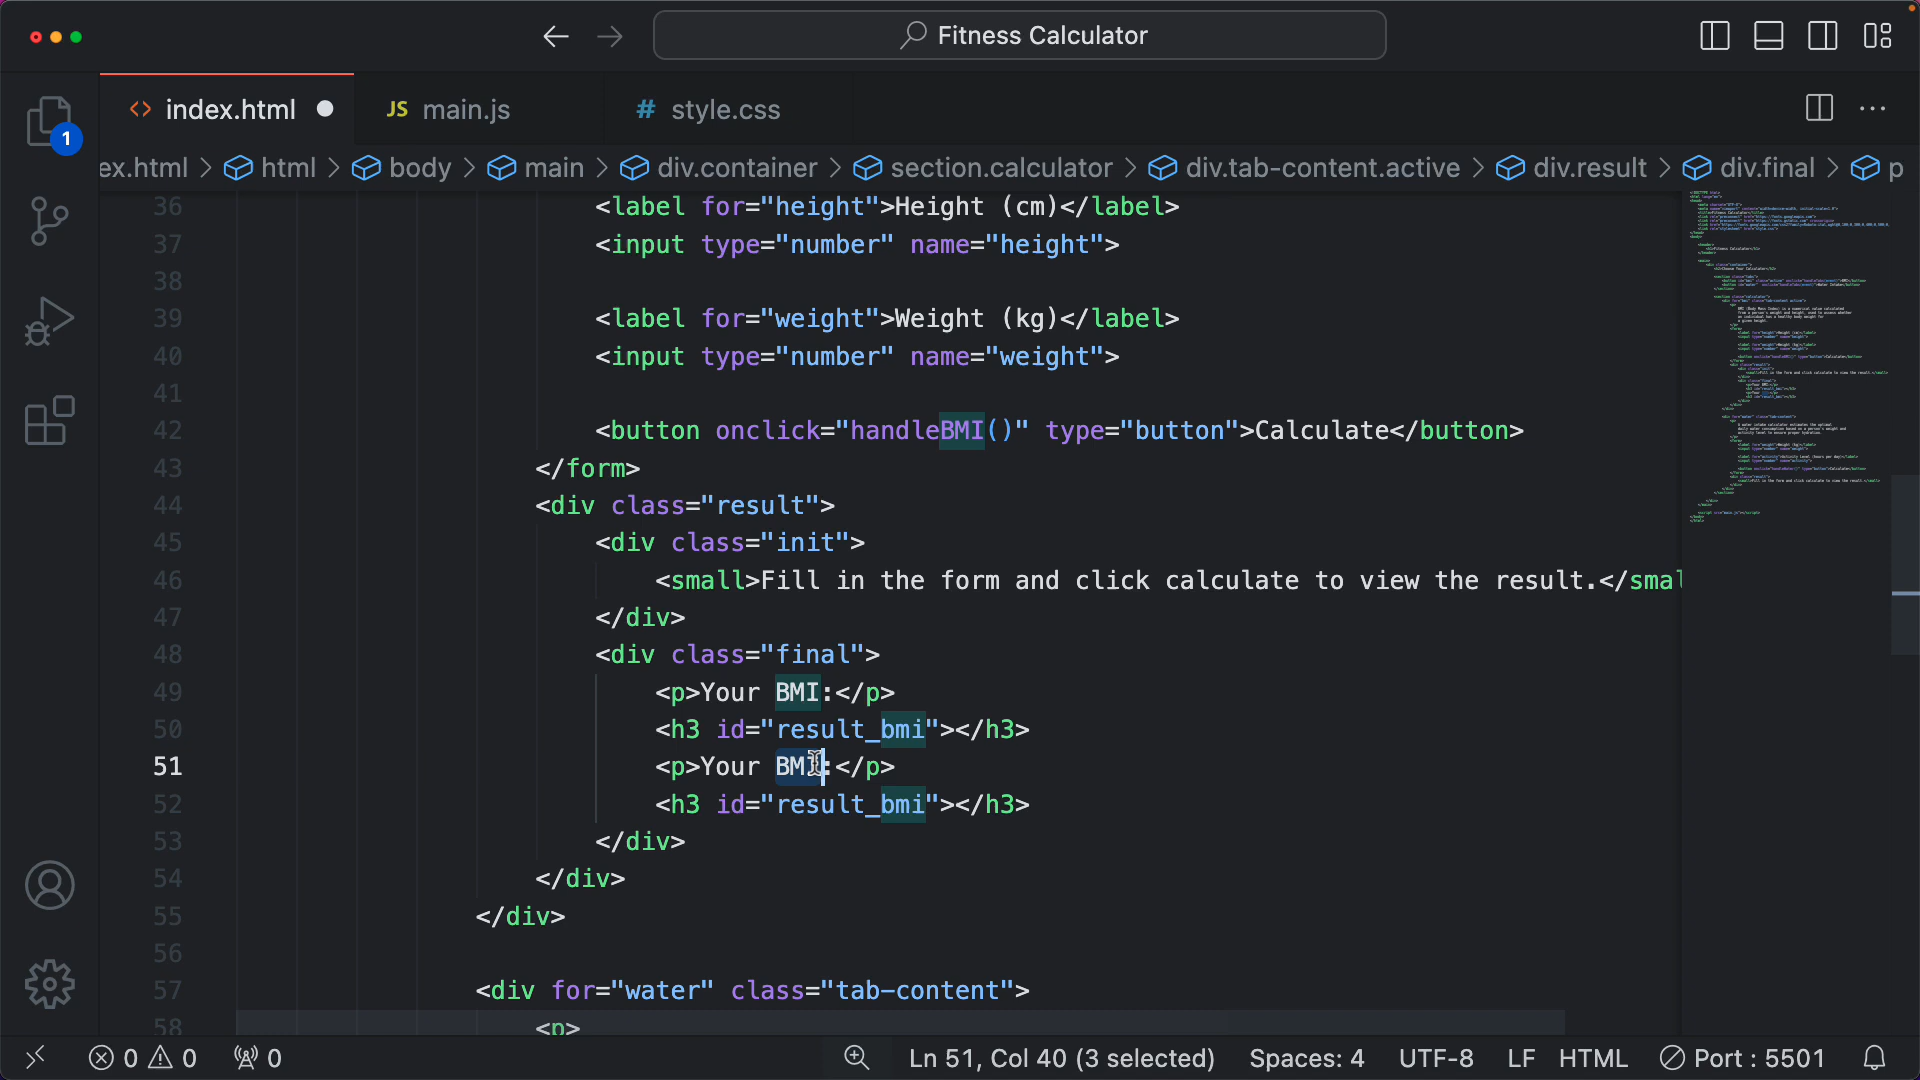 Fitness Calculator
index.html
JS main.js
# style.css
1
ex.html > html > body > main > div.container > section.calculator > div.tab-content.active > div.result > div.final > p
36 <label for="height">Height (cm)</label>
37 <input type="number" name="height">
38
39 <label for="weight">Weight (kg)</label>
40 <input type="number" name="weight">
41
42 <button onclick="handleBMI()" type="button">Calculate</button>
43 </form>
44 <div class="result">
45 <div class="init">
46 <small>Fill in the form and click calculate to view the result.</smal
47 </div>
48 <div class="final">
49 <p>Your BMI:</p>
50 <h3 id="result_bmi"></h3>
51 <p>Your BMI:</p>
52 <h3 id="result_bmi"></h3>
53 </div>
54 </div>
55 </div>
56
57 <div for="water" class="tab-content">
58 <p>
0 0 0 Ln 51, Col 40 (3 selected) Spaces: 4 UTF-8 LF HTML Port : 5501